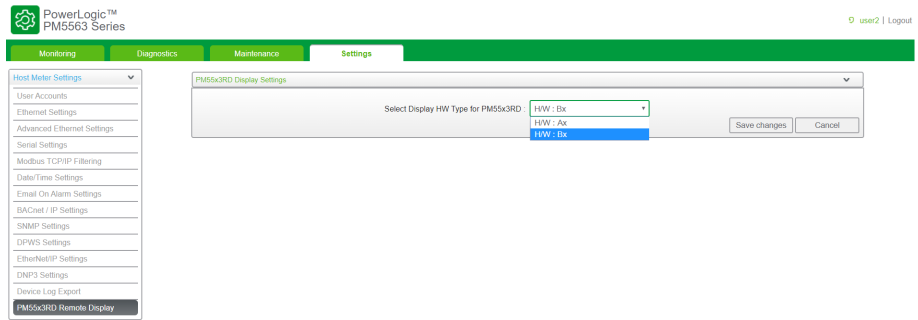 PowerLogic™
PM5563 Series
user2 | Logout
Monitoring Diagnostics Maintenance Settings
Host Meter Settings
User Accounts
Ethernet Settings
Advanced Ethernet Settings
Serial Settings
Modbus TCP/IP Filtering
Date/Time Settings
Email On Alarm Settings
BACnet / IP Settings
SNMP Settings
DPWS Settings
EtherNet/IP Settings
DNP3 Settings
Device Log Export
PM55x3RD Remote Display
PM55x3RD Display Settings
Select Display HW Type for PM55x3RD : H/W : Bx
H/W : Ax
H/W : Bx
Save changes Cancel